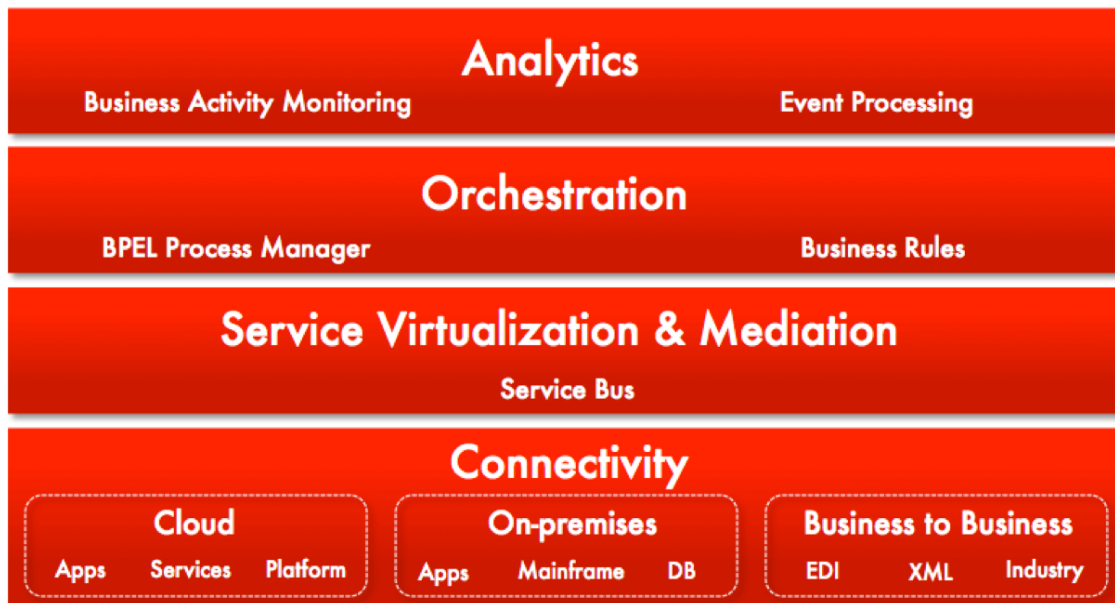 Analytics
Business Activity Monitoring Event Processing
Orchestration
BPEL Process Manager Business Rules
Service Virtualization & Mediation
Service Bus
Connectivity
Cloud On-premises Business to Business
Apps Services Platform Apps Mainframe DB EDI XML Industry